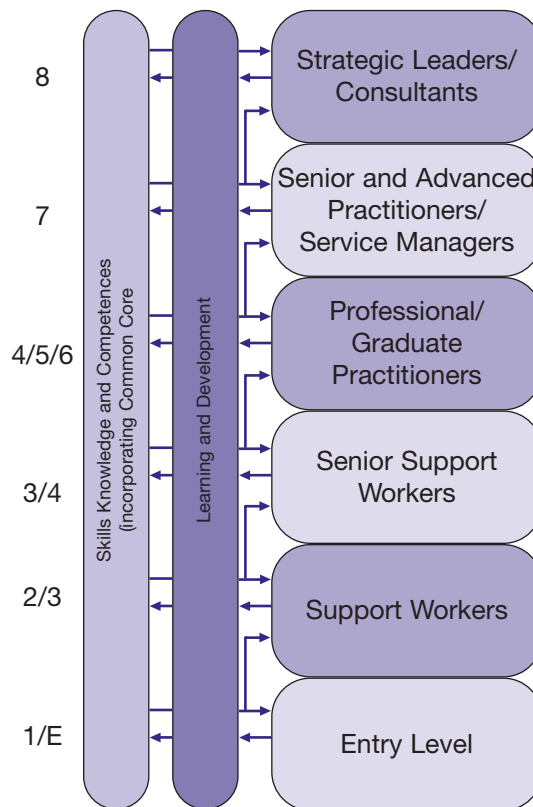 8
Strategic Leaders/
Consultants
7
Senior and Advanced
Practitioners/
Service Managers
4/5/6
Professional/
Graduate
Practitioners
3/4
Senior Support
Workers
2/3
Support Workers
1/E
Entry Level
Skills Knowledge and Competences
(incorporating Common Core
Learning and Development